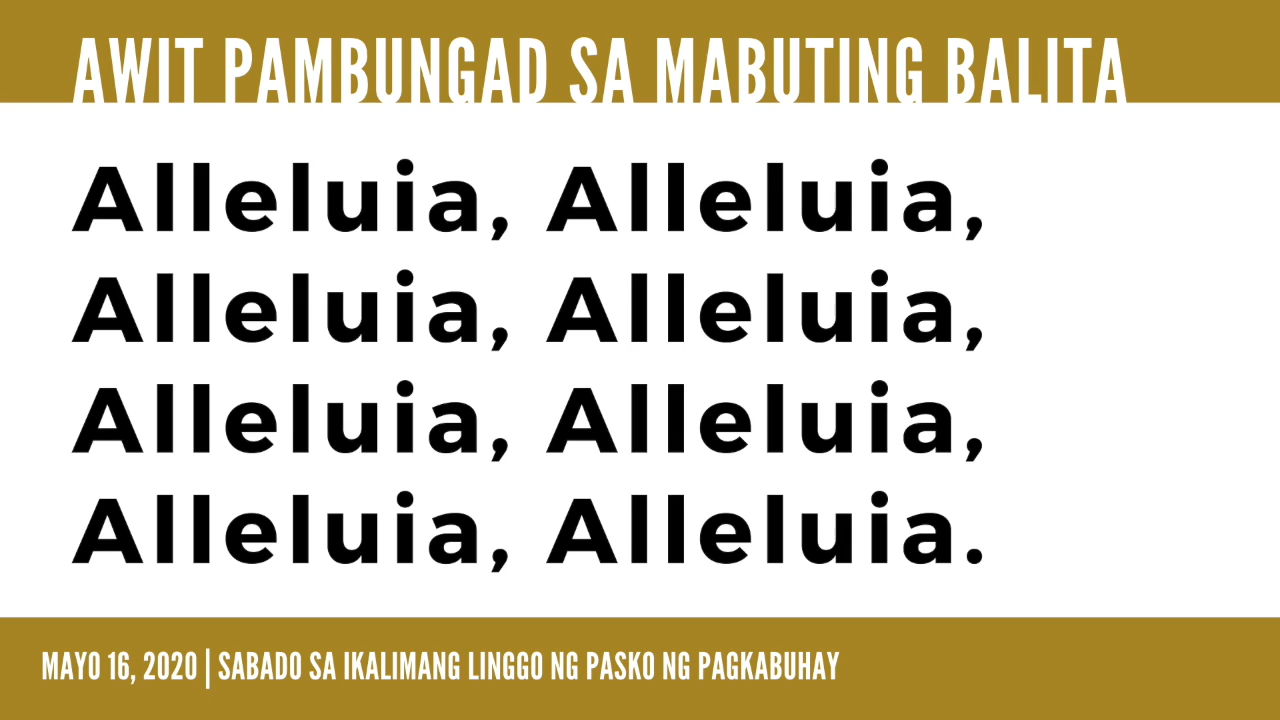 AWIT PAMBUNGAD SA MABUTING BALITA
Alleluia, Alleluia,
Alleluia, Alleluia,
Alleluia, Alleluia,
Alleluia, Alleluia.
MAYO 16, 2020 | SABADO SA IKALIMANG LINGGO NG PASKO NG PAGKABUHAY